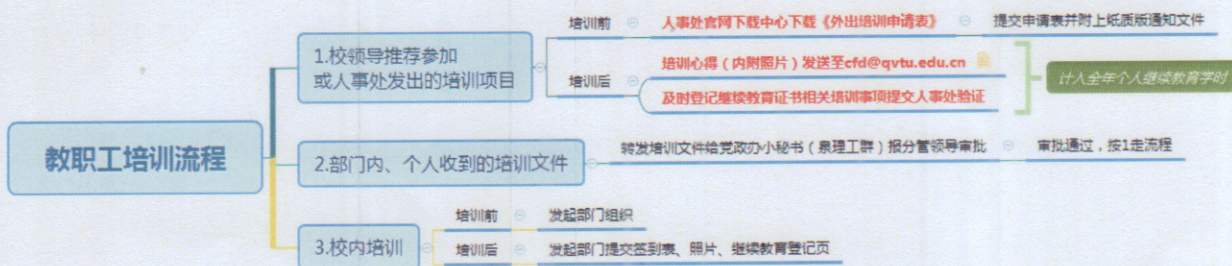 教职工培训流程
1.校领导推荐参加
或人事处发出的培训项目
培训前
人事处官网下载中心下载《外出培训申请表》
提交申请表并附上纸质版通知文件
培训后
培训心得（内附照片）发送至cfd@qvtu.edu.cn
及时登记继续教育证书相关培训事项提交人事处验证
计入全年个人继续教育学时
2.部门内、个人收到的培训文件
转发培训文件给党政办小秘书（泉理工群）报分管领导审批
审批通过，按1走流程
3.校内培训
培训前
发起部门组织
培训后
发起部门提交签到表、照片、继续教育登记页